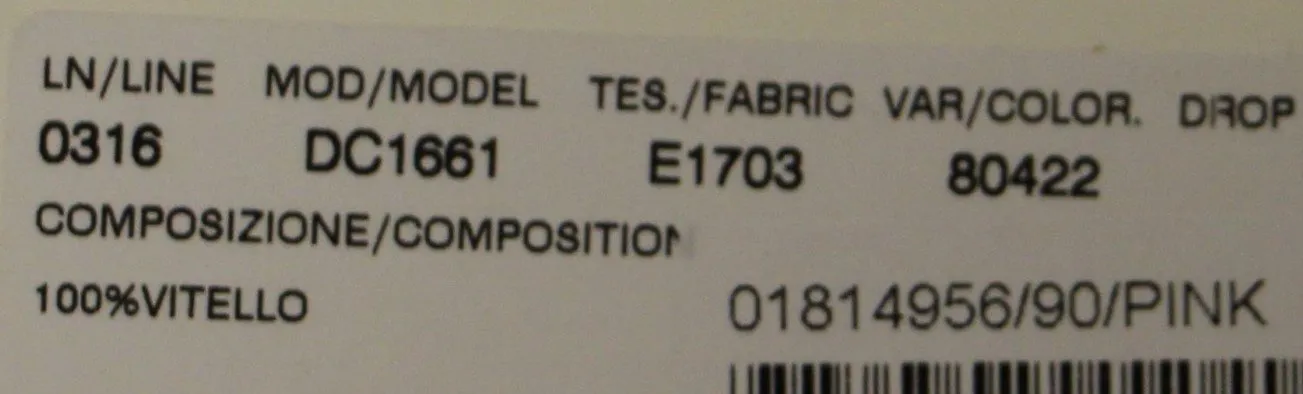 LN/LINE MOD/MODEL TES./FABRIC VAR/COLOR. DROP
0316 DC1661 E1703 80422
COMPOSIZIONE/COMPOSITION
100%VITELLO
01814956/90/PINK